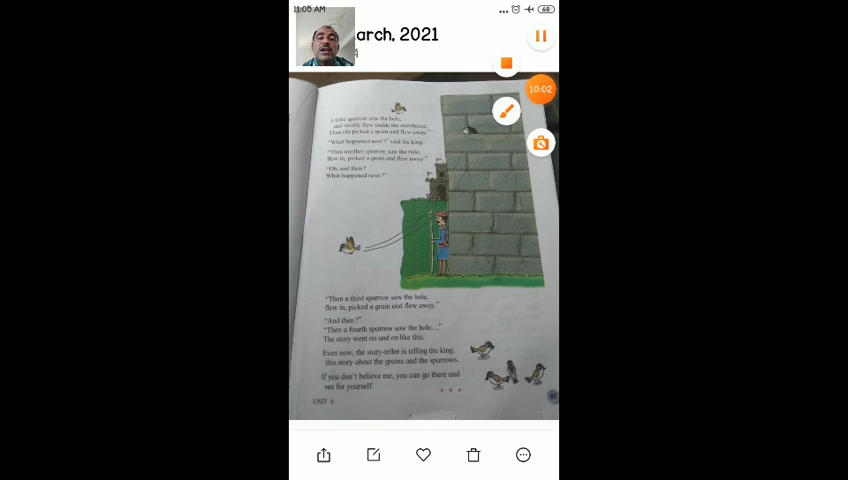 11:05 AM
68
arch, 2021
10:02
A little sparrow saw the hole,
and swiftly flew inside the storehouse.
Then she picked a grain and flew away."
"What happened next?" said the king.
"Then another sparrow saw the hole,
flew in, picked a grain and flew away."
"Oh, and then?
What happened next?"
"Then a third sparrow saw the hole,
flew in, picked a grain and flew away."
"And then?"
"Then a fourth sparrow saw the hole...."
The story went on and on like this.
Even now, the story-teller is telling the king
this story about the grains and the sparrows.
If you don't believe me, you can go there and
see for yourself.
UNIT 6